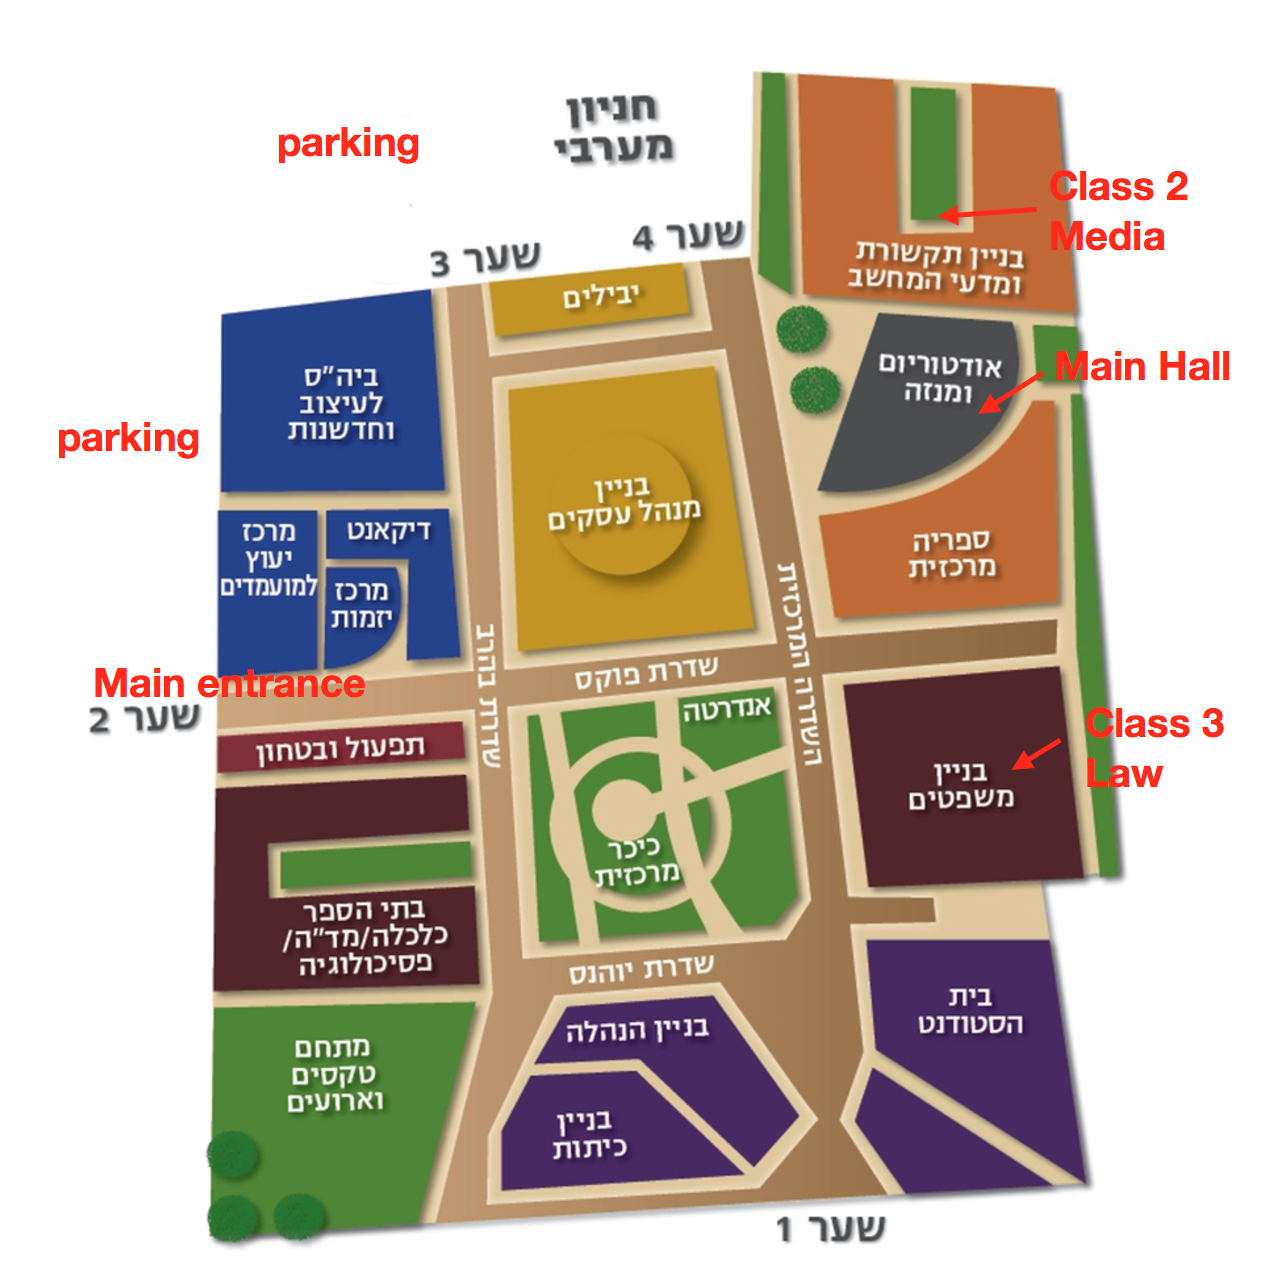 חניון
מערבי
parking
Class 2
Media
שער 4
שער 3
בניין תקשורת
ומדעי המחשב
יבילים
ביה"ס
לעיצוב
וחדשנות
אודטוריום
ומנזה
Main Hall
parking
בניין
מנהל עסקים
מרכז
יעוץ
למועמדים
דיקאנט
מרכז
יזמות
ספריה
מרכזית
השדרה המרכזית
שדרת בהרב
שדרת פוקס
Main entrance
שער 2
אנדרטה
תפעול ובטחון
Class 3
Law
בניין
משפטים
כיכר
מרכזית
בתי הספר
כלכלה/מד"ה/
פסיכולוגיה
שדרת יוהנס
בית
הסטודנט
בניין הנהלה
מתחם
טקסים
וארועים
בניין
כיתות
שער 1